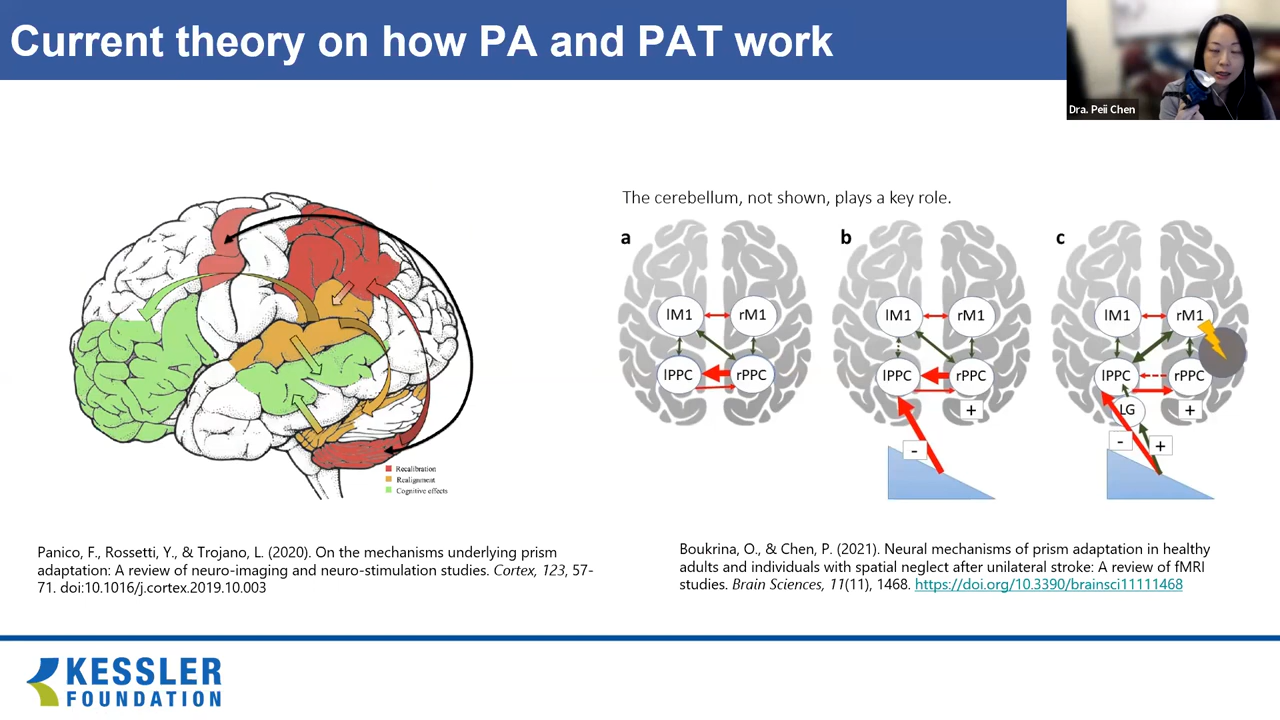 Current theory on how PA and PAT work
Dra. Peii Chen
The cerebellum, not shown, plays a key role.
a
b
c
lM1
rM1
lM1
rM1
lM1
rM1
lPPC
rPPC
lPPC
rPPC
lPPC
rPPC
+
LG
+
-
-
+
Recalibration
Realignment
Cognitive effects
Panico, F., Rossetti, Y., & Trojano, L. (2020). On the mechanisms underlying prism
adaptation: A review of neuro-imaging and neuro-stimulation studies. Cortex, 123, 57-
71. doi:10.1016/j.cortex.2019.10.003
Boukrina, O., & Chen, P. (2021). Neural mechanisms of prism adaptation in healthy
adults and individuals with spatial neglect after unilateral stroke: A review of fMRI
studies. Brain Sciences, 11(11), 1468. https://doi.org/10.3390/brainsci11111468
KESSLER
FOUNDATION